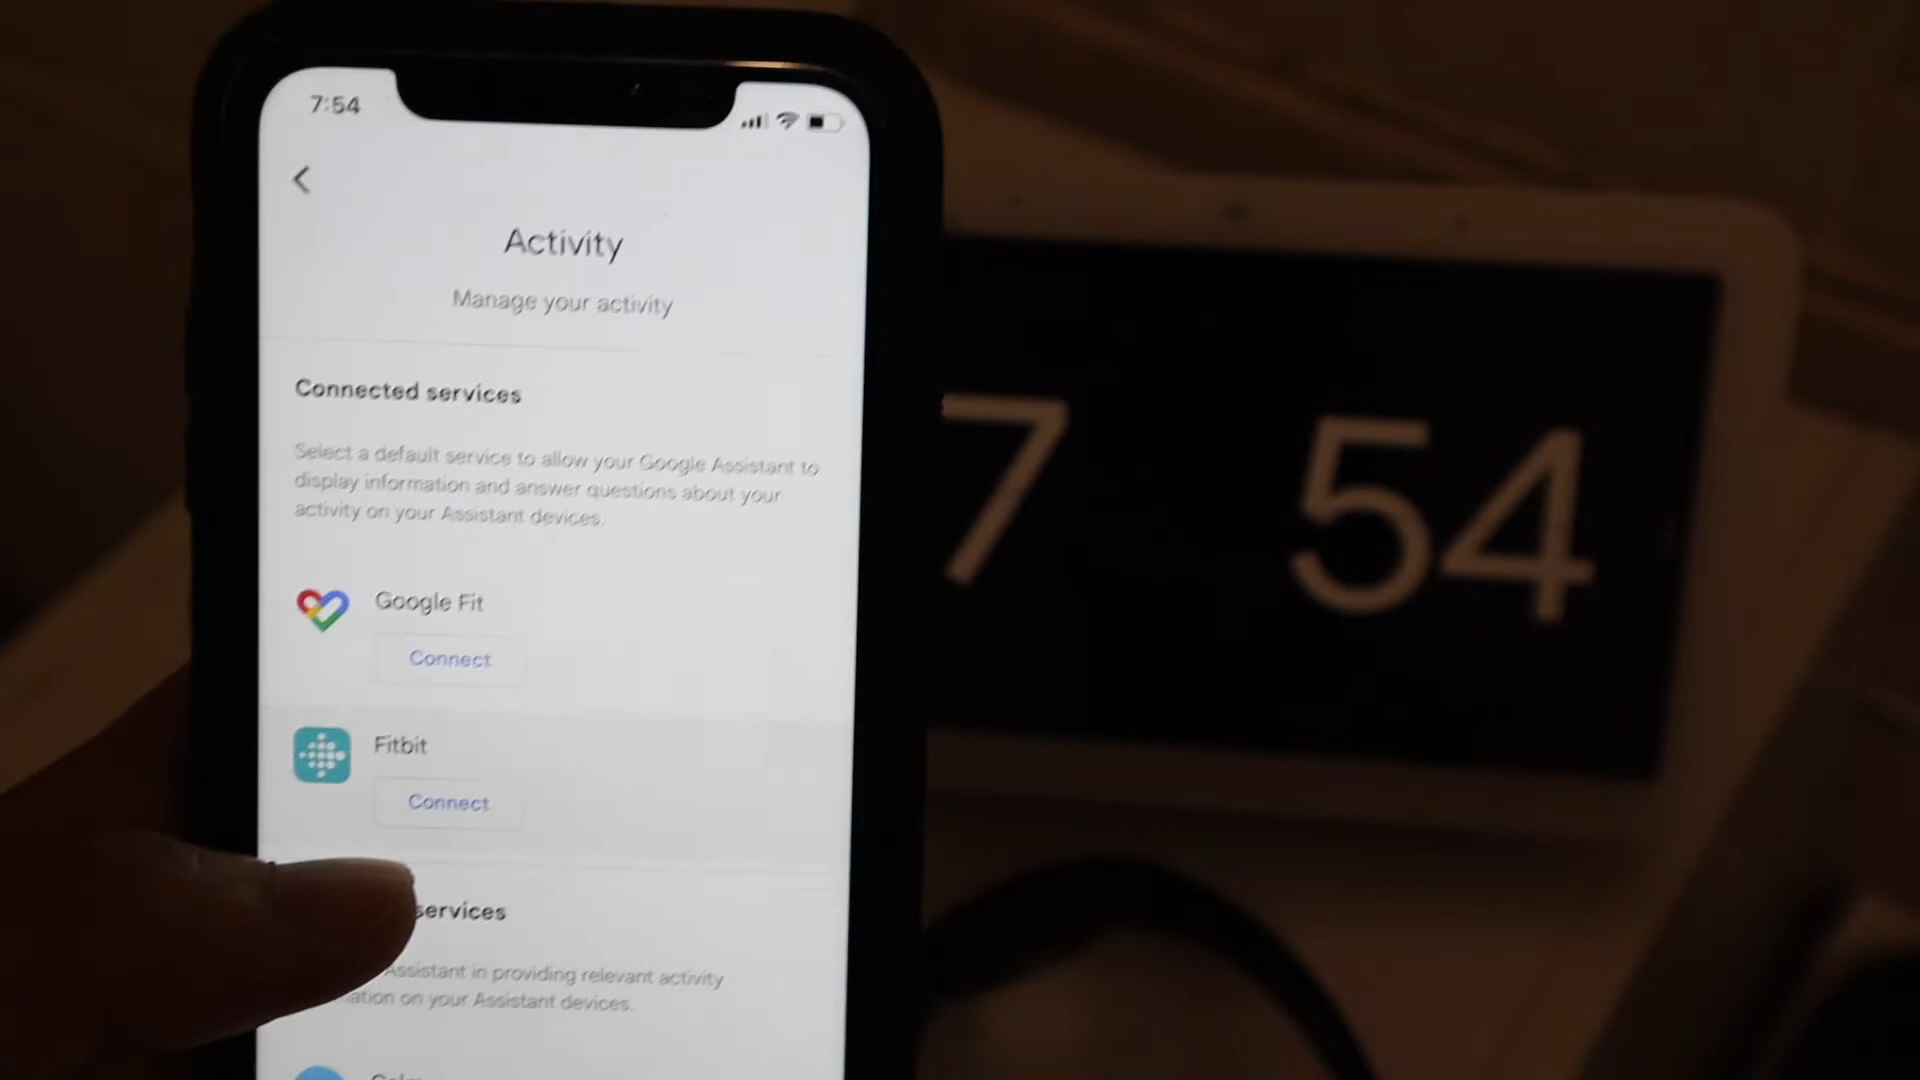 7:54
Activity
Manage your activity
Connected services
Select a default service to allow your Google Assistant to
display information and answer questions about your
activity on your Assistant devices.
Google Fit
Connect
Fitbit
Connect
services
Assistant in providing relevant activity
on your Assistant devices.
7 54